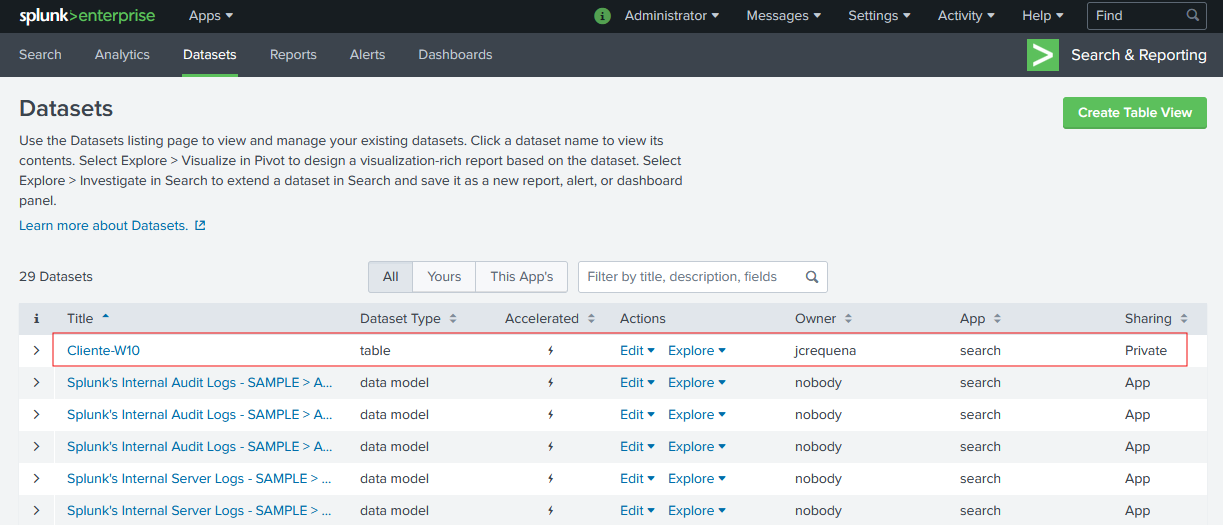 splunk>enterprise Apps Administrator Messages Settings Activity Help Find
Search Analytics Datasets Reports Alerts Dashboards Search & Reporting
Datasets
Create Table View
Use the Datasets listing page to view and manage your existing datasets. Click a dataset name to view its
contents. Select Explore > Visualize in Pivot to design a visualization-rich report based on the dataset. Select
Explore > Investigate in Search to extend a dataset in Search and save it as a new report, alert, or dashboard
panel.
Learn more about Datasets.
29 Datasets All Yours This App's Filter by title, description, fields
i Title Dataset Type Accelerated Actions Owner App Sharing
Cliente-W10 table Edit Explore jcrequena search Private
Splunk's Internal Audit Logs - SAMPLE > A... data model Edit Explore nobody search App
Splunk's Internal Audit Logs - SAMPLE > A... data model Edit Explore nobody search App
Splunk's Internal Audit Logs - SAMPLE > A... data model Edit Explore nobody search App
Splunk's Internal Server Logs - SAMPLE > ... data model Edit Explore nobody search App
Splunk's Internal Server Logs - SAMPLE > ... data model Edit Explore nobody search App